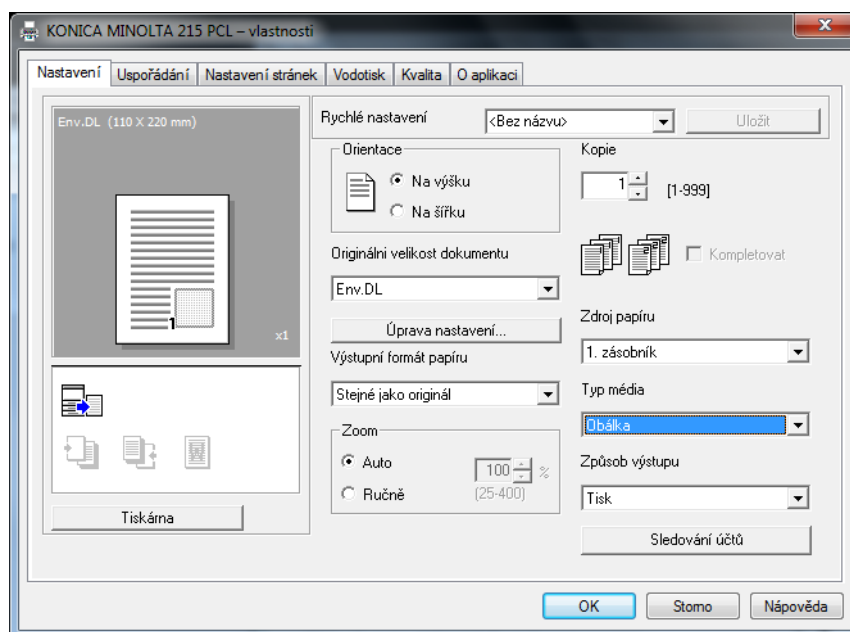 KONICA MINOLTA 215 PCL – vlastnosti
Nastavení
Uspořádání
Nastavení stránek
Vodotisk
Kvalita
O aplikaci
Env.DL (110 X 220 mm)
1
x1
Tiskárna
Rychlé nastavení
<Bez názvu>
Uložit
Orientace
Na výšku
Na šířku
Originálni velikost dokumentu
Env.DL
Úprava nastavení...
Výstupní formát papíru
Stejné jako originál
Zoom
Auto
Ručně
100 %
(25-400)
Kopie
1 [1-999]
Kompletovat
Zdroj papíru
1. zásobník
Typ média
Obálka
Způsob výstupu
Tisk
Sledování účtů
OK
Storno
Nápověda